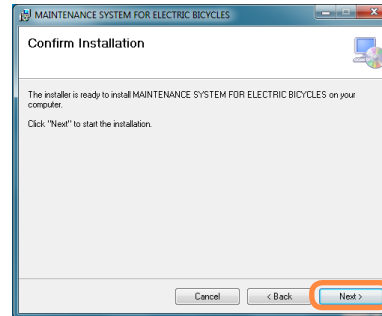 MAINTENANCE SYSTEM FOR ELECTRIC BICYCLES
Confirm Installation
The installer is ready to install MAINTENANCE SYSTEM FOR ELECTRIC BICYCLES on your
computer.
Click "Next" to start the installation.
Cancel
< Back
Next >